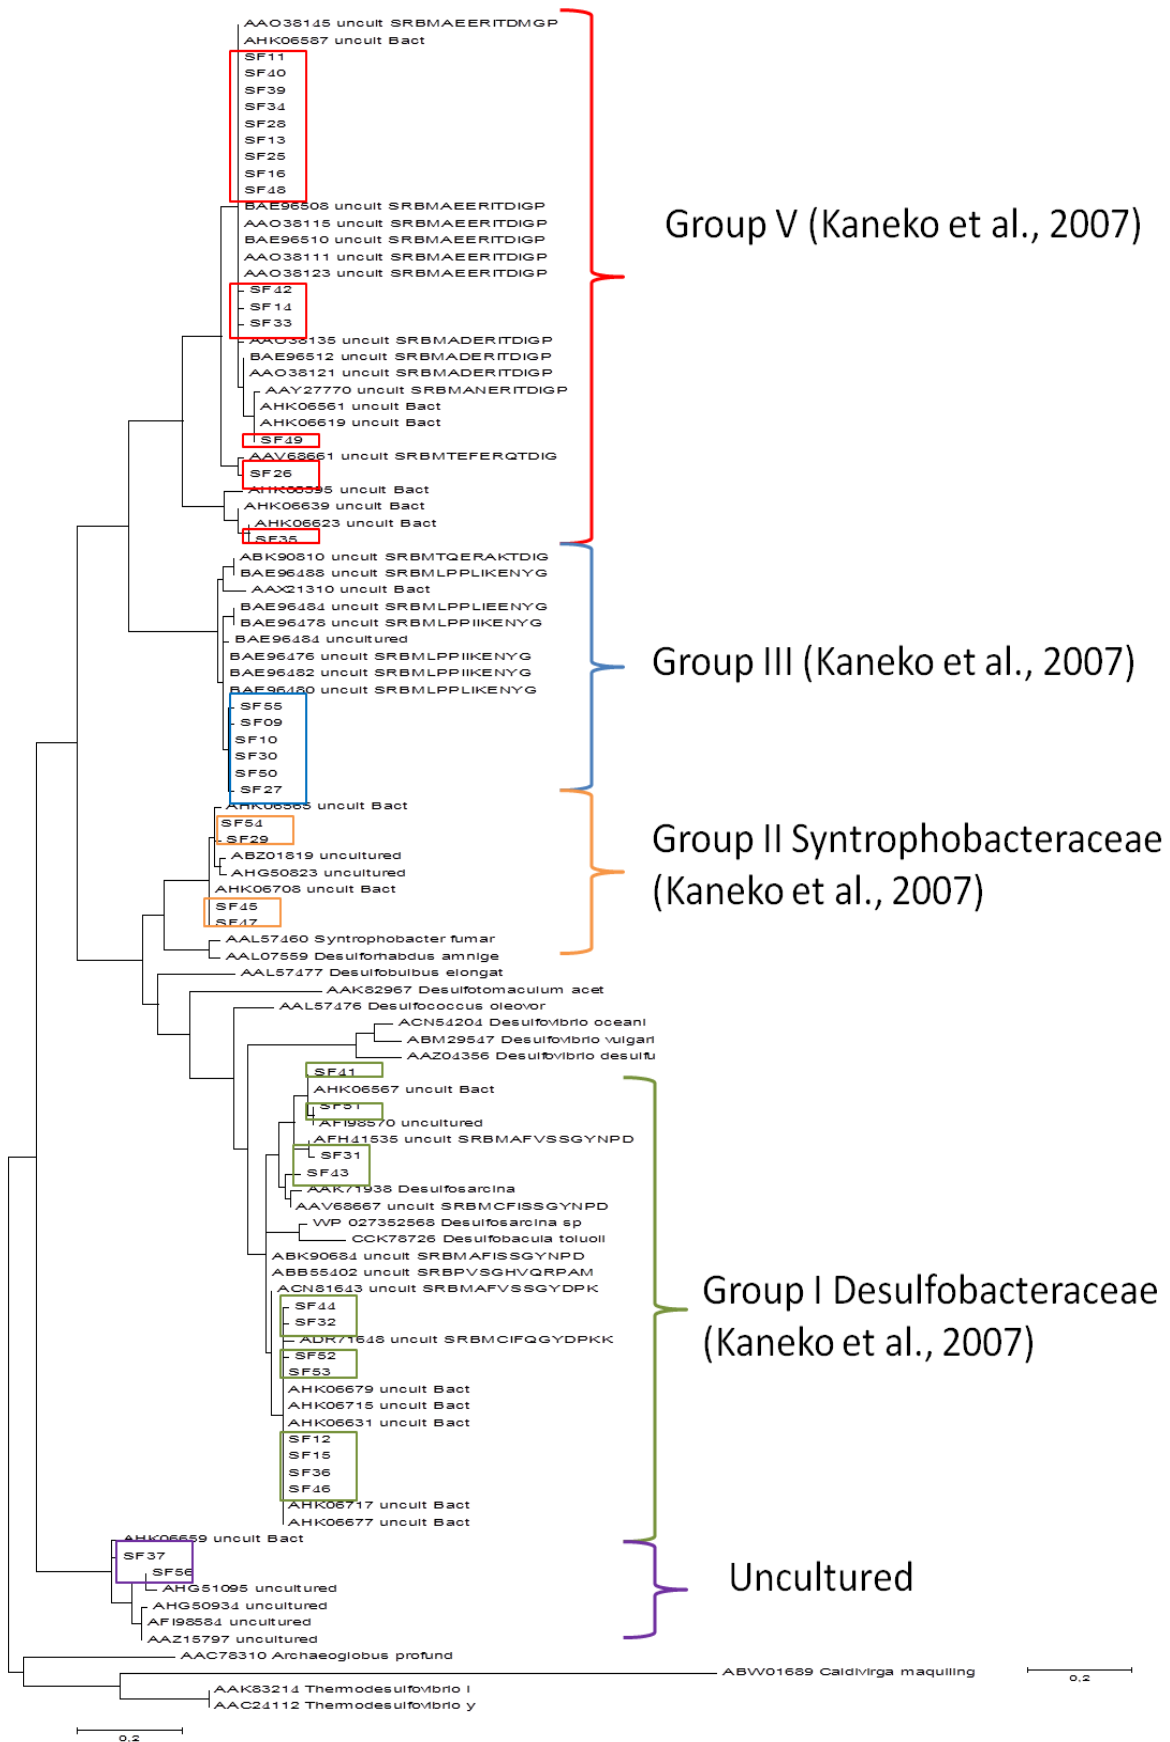 AAO38145 uncult SRBMAEERITDMGP
AHK06587 uncult Bact
SF11
SF40
SF39
SF34
SF28
SF13
SF25
SF16
SF48
BAE96508 uncult SRBMAEERITDIGP
AAO38115 uncult SRBMAEERITDIGP
BAE96510 uncult SRBMAEERITDIGP
AAO38111 uncult SRBMAEERITDIGP
AAO38123 uncult SRBMAEERITDIGP
SF42
SF14
SF33
AAO38135 uncult SRBMADERITDIGP
BAE96512 uncult SRBMADERITDIGP
AAO38121 uncult SRBMADERITDIGP
AAY27770 uncult SRBMANERITDIGP
AHK06561 uncult Bact
AHK06619 uncult Bact
SF49
AAV68661 uncult SRBMTEFERQTDIG
SF26
AHK06595 uncult Bact
AHK06639 uncult Bact
AHK06623 uncult Bact
SF35
Group V (Kaneko et al., 2007)
ABK90810 uncult SRBMTQERAKTDIG
BAE96488 uncult SRBMLPPLIKENYG
AAX21310 uncult Bact
BAE96484 uncult SRBMLPPLIEENYG
BAE96478 uncult SRBMLPPIIKENYG
BAE96484 uncultured
BAE96476 uncult SRBMLPPIIKENYG
BAE96482 uncult SRBMLPPIIKENYG
BAE96480 uncult SRBMLPPLIKENYG
SF55
SF09
SF10
SF30
SF50
SF27
Group III (Kaneko et al., 2007)
AHK06565 uncult Bact
SF54
SF29
ABZ01819 uncultured
AHG50823 uncultured
AHK06708 uncult Bact
SF45
SF47
AAL57460 Syntrophobacter fumar
AAL07559 Desulforhabdus amnige
Group II Syntrophobacteraceae
(Kaneko et al., 2007)
AAL57477 Desulfobulbus elongat
AAK82967 Desulfotomaculum acet
AAL57476 Desulfococcus oleovor
ACN54204 Desulfovibrio oceani
ABM29547 Desulfovibrio vulgari
AAZ04356 Desulfovibrio desulfu
SF41
AHK06567 uncult Bact
SF51
AFI98570 uncultured
AFH41535 uncult SRBMAFVSSGYNPD
SF31
SF43
AAK71938 Desulfosarcina
AAV68667 uncult SRBMCFISSGYNPD
WP 027352568 Desulfosarcina sp
CCK78726 Desulfobacula toluoli
ABK90684 uncult SRBMAFISSGYNPD
ABB55402 uncult SRBPVSGHVQRPAM
ACN81643 uncult SRBMAFVSSGYDPK
SF44
SF32
ADR71648 uncult SRBMCIFQGYDPKK
SF52
SF53
AHK06679 uncult Bact
AHK06715 uncult Bact
AHK06631 uncult Bact
SF12
SF15
SF36
SF46
AHK06717 uncult Bact
AHK06677 uncult Bact
Group I Desulfobacteraceae
(Kaneko et al., 2007)
AHK06659 uncult Bact
SF37
SF56
AHG51095 uncultured
AHG50934 uncultured
AFI98584 uncultured
AAZ15797 uncultured
Uncultured
AAC78310 Archaeoglobus profund
ABW01689 Caldivirga maquiling
AAK83214 Thermodesulfovibrio i
AAC24112 Thermodesulfovibrio y
0.2
0.2